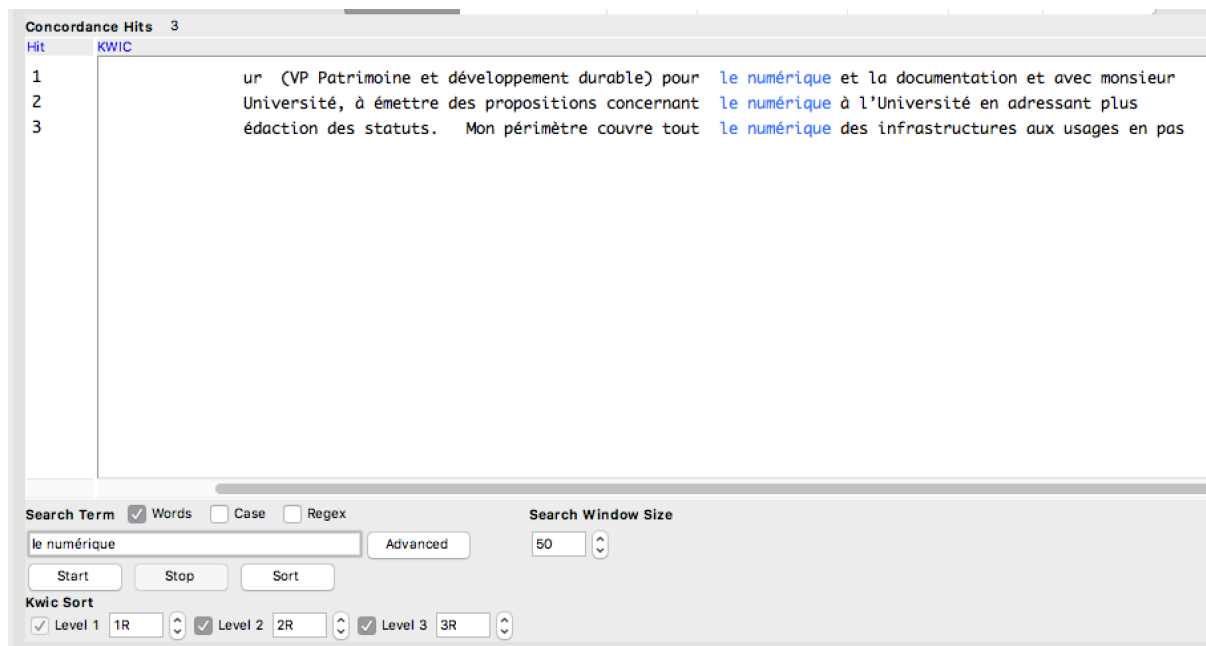 Concordance Hits 3
Hit KWIC
1 ur (VP Patrimoine et développement durable) pour le numérique et la documentation et avec monsieur
2 Université, à émettre des propositions concernant le numérique à l’Université en adressant plus
3 édaction des statuts. Mon périmètre couvre tout le numérique des infrastructures aux usages en pas
Search Term Words Case Regex Search Window Size
le numérique Advanced 50
Start Stop Sort
Kwic Sort
Level 1 1R Level 2 2R Level 3 3R